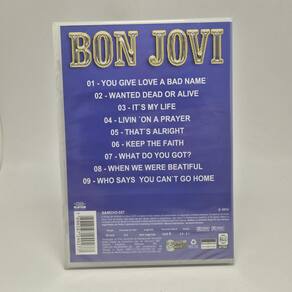 BON JOVI
01 - YOU GIVE LOVE A BAD NAME
02 - WANTED DEAD OR ALIVE
03 - IT´S MY LIFE
04 - LIVIN ´ON A PRAYER
05 - THAT´S ALRIGHT
06 - KEEP THE FAITH
07 - WHAT DO YOU GOT?
08 - WHEN WE WERE BEATIFUL
09 - WHO SAYS YOU CAN´T GO HOME